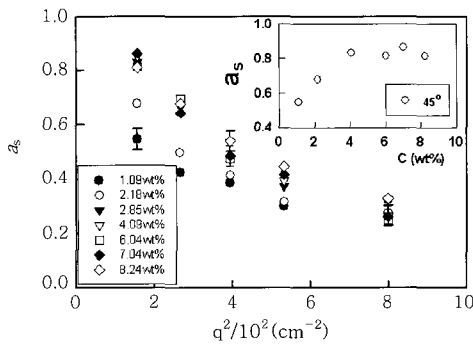 1.0
0.8
0.6
0.4
0.2
0.0
a_s
0 2 4 6 8 10
q²/10² (cm⁻²)
1.09wt%
2.18wt%
2.85wt%
4.09wt%
6.04wt%
7.04wt%
8.24wt%
1.0
0.8
0.6
0.4
a_s
0 2 4 6 8 10
C (wt%)
45°